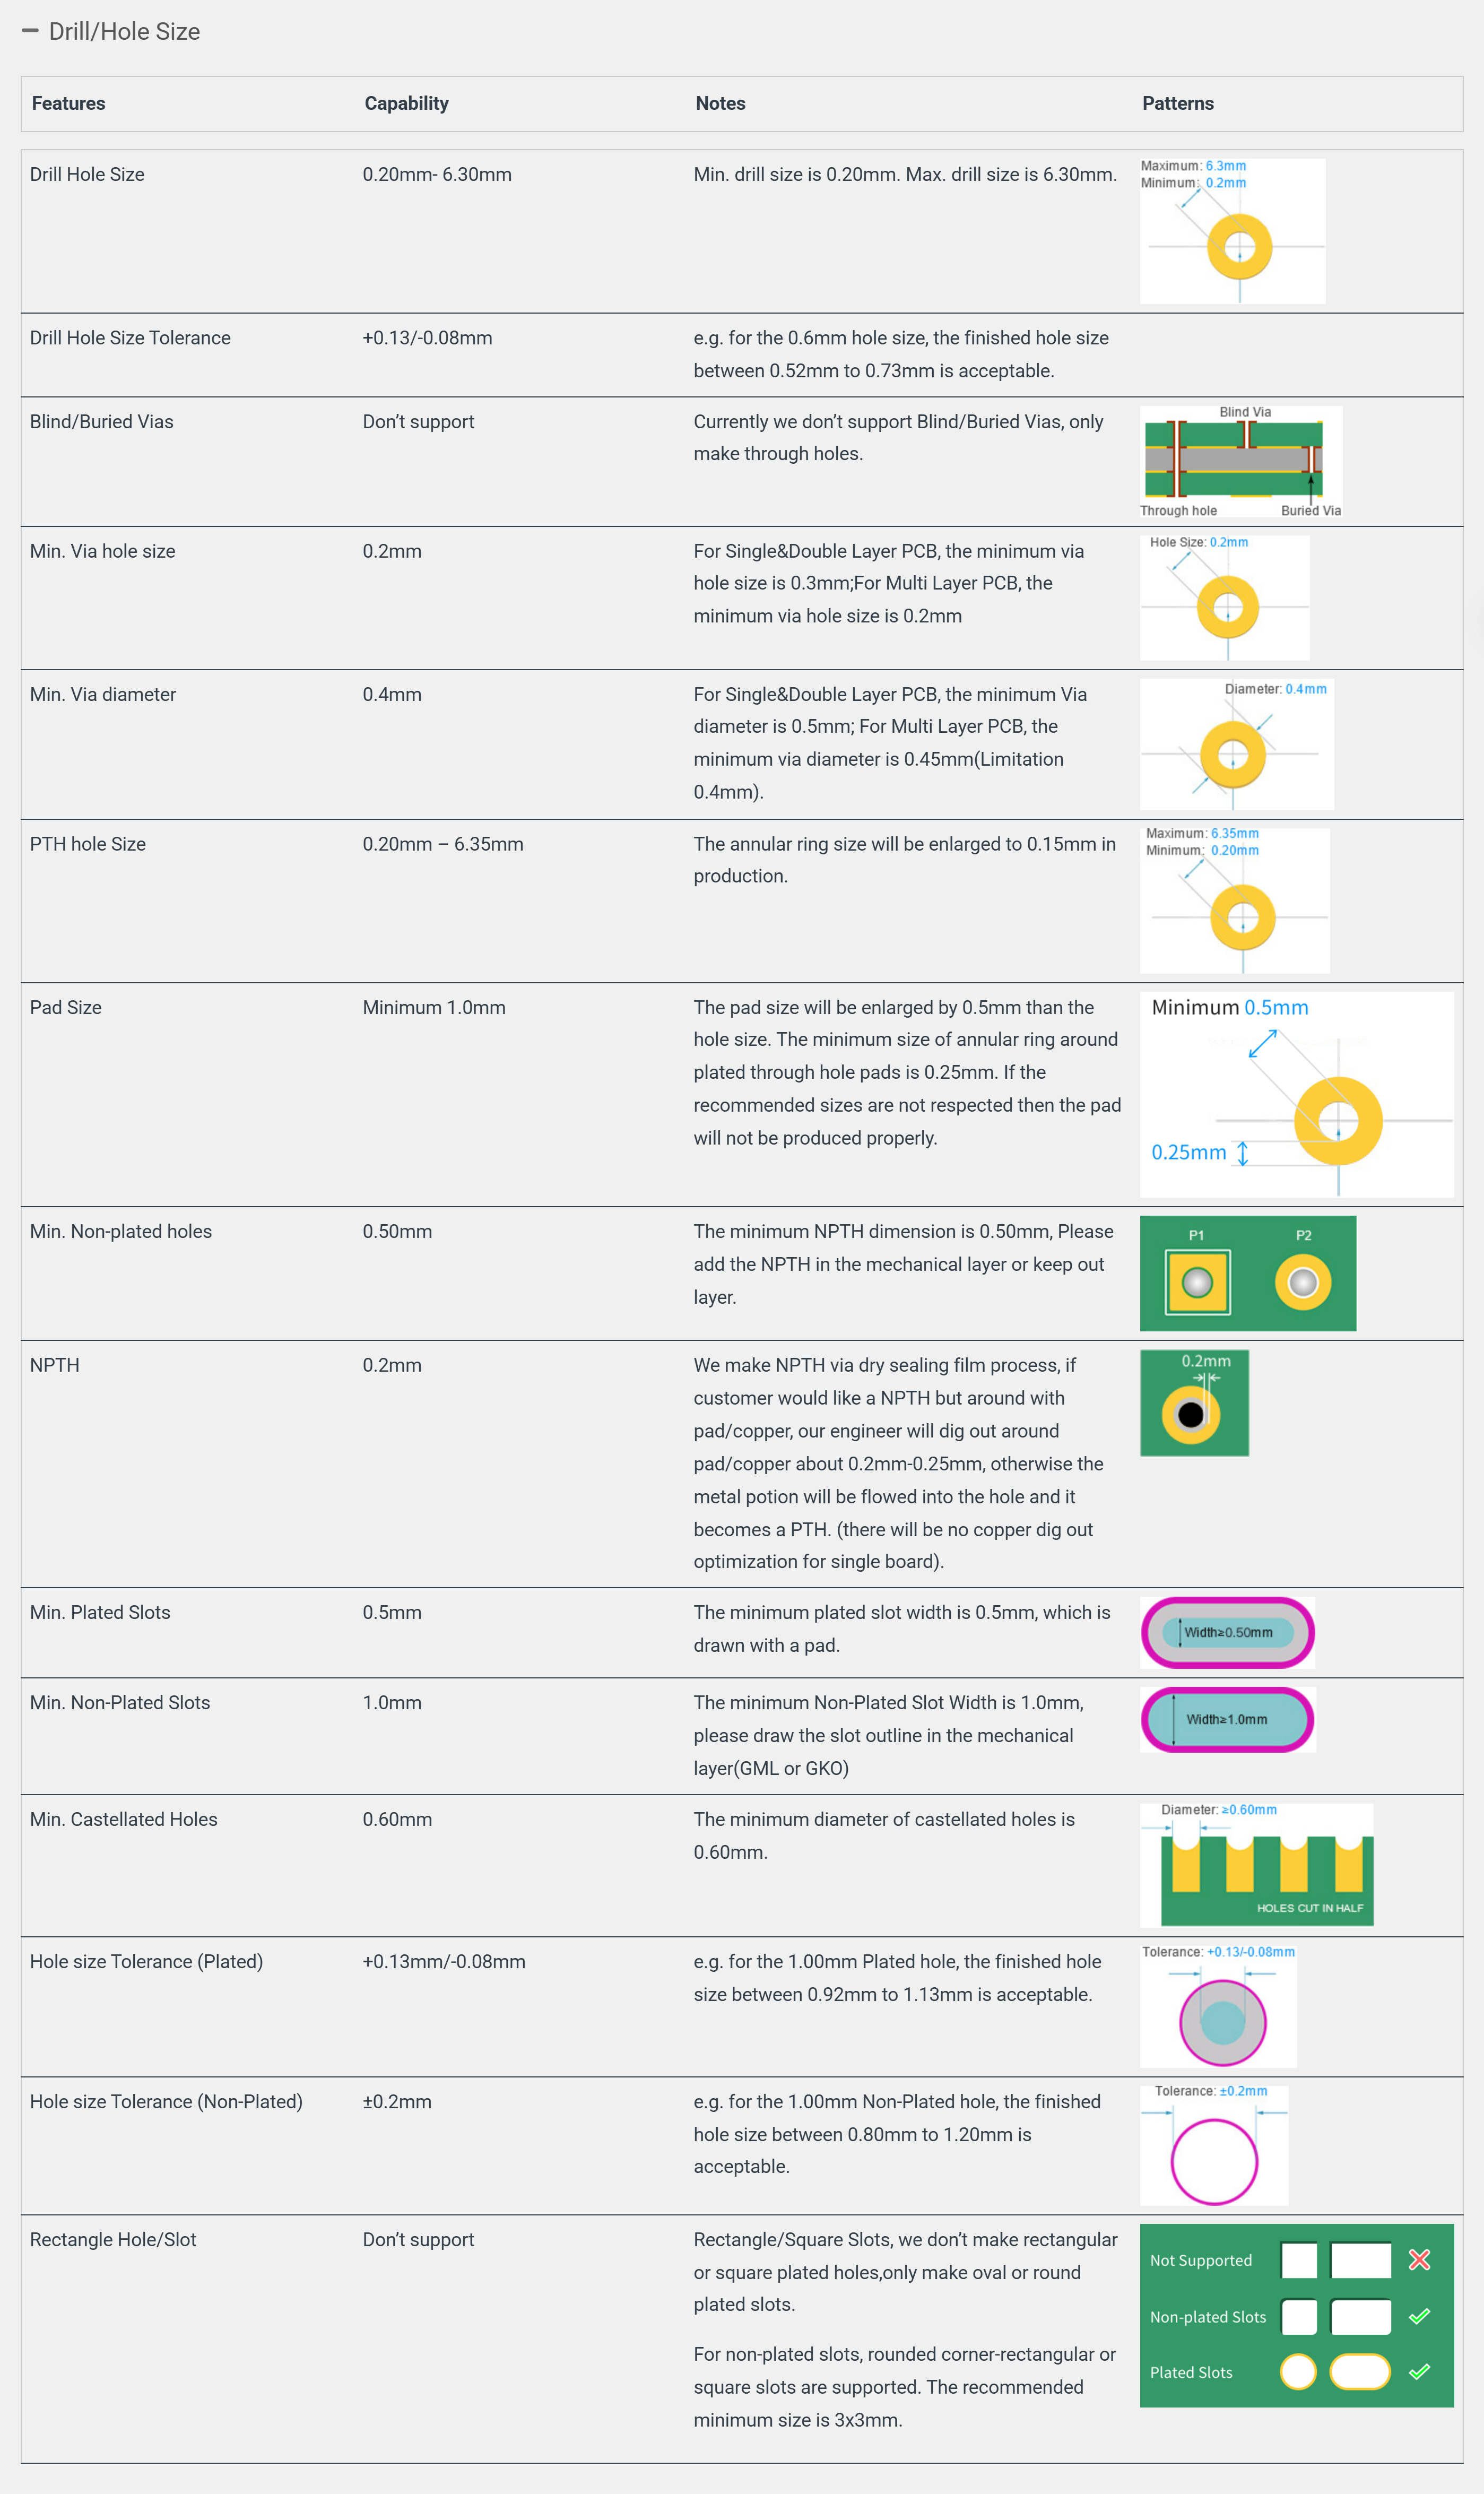 Drill/Hole Size
Features Capability Notes Patterns
Drill Hole Size 0.20mm- 6.30mm Min. drill size is 0.20mm. Max. drill size is 6.30mm.
Maximum: 6.3mm
Minimum: 0.2mm
Drill Hole Size Tolerance +0.13/-0.08mm e.g. for the 0.6mm hole size, the finished hole size
between 0.52mm to 0.73mm is acceptable.
Blind/Buried Vias Don’t support Currently we don’t support Blind/Buried Vias, only
make through holes.
Blind Via
Through hole Buried Via
Min. Via hole size 0.2mm For Single&Double Layer PCB, the minimum via
hole size is 0.3mm;For Multi Layer PCB, the
minimum via hole size is 0.2mm
Hole Size: 0.2mm
Min. Via diameter 0.4mm For Single&Double Layer PCB, the minimum Via
diameter is 0.5mm; For Multi Layer PCB, the
minimum via diameter is 0.45mm(Limitation
0.4mm).
Diameter: 0.4mm
PTH hole Size 0.20mm – 6.35mm The annular ring size will be enlarged to 0.15mm in
production.
Maximum: 6.35mm
Minimum: 0.20mm
Pad Size Minimum 1.0mm The pad size will be enlarged by 0.5mm than the
hole size. The minimum size of annular ring around
plated through hole pads is 0.25mm. If the
recommended sizes are not respected then the pad
will not be produced properly.
Minimum 0.5mm
0.25mm
Min. Non-plated holes 0.50mm The minimum NPTH dimension is 0.50mm, Please
add the NPTH in the mechanical layer or keep out
layer.
P1 P2
NPTH 0.2mm We make NPTH via dry sealing film process, if
customer would like a NPTH but around with
pad/copper, our engineer will dig out around
pad/copper about 0.2mm-0.25mm, otherwise the
metal potion will be flowed into the hole and it
becomes a PTH. (there will be no copper dig out
optimization for single board).
0.2mm
Min. Plated Slots 0.5mm The minimum plated slot width is 0.5mm, which is
drawn with a pad.
Width≥0.50mm
Min. Non-Plated Slots 1.0mm The minimum Non-Plated Slot Width is 1.0mm,
please draw the slot outline in the mechanical
layer(GML or GKO)
Width≥1.0mm
Min. Castellated Holes 0.60mm The minimum diameter of castellated holes is
0.60mm.
Diameter: ≥0.60mm
HOLES CUT IN HALF
Hole size Tolerance (Plated) +0.13mm/-0.08mm e.g. for the 1.00mm Plated hole, the finished hole
size between 0.92mm to 1.13mm is acceptable.
Tolerance: +0.13/-0.08mm
Hole size Tolerance (Non-Plated) ±0.2mm e.g. for the 1.00mm Non-Plated hole, the finished
hole size between 0.80mm to 1.20mm is
acceptable.
Tolerance: ±0.2mm
Rectangle Hole/Slot Don’t support Rectangle/Square Slots, we don’t make rectangular
or square plated holes,only make oval or round
plated slots.
For non-plated slots, rounded corner-rectangular or
square slots are supported. The recommended
minimum size is 3x3mm.
Not Supported
Non-plated Slots
Plated Slots